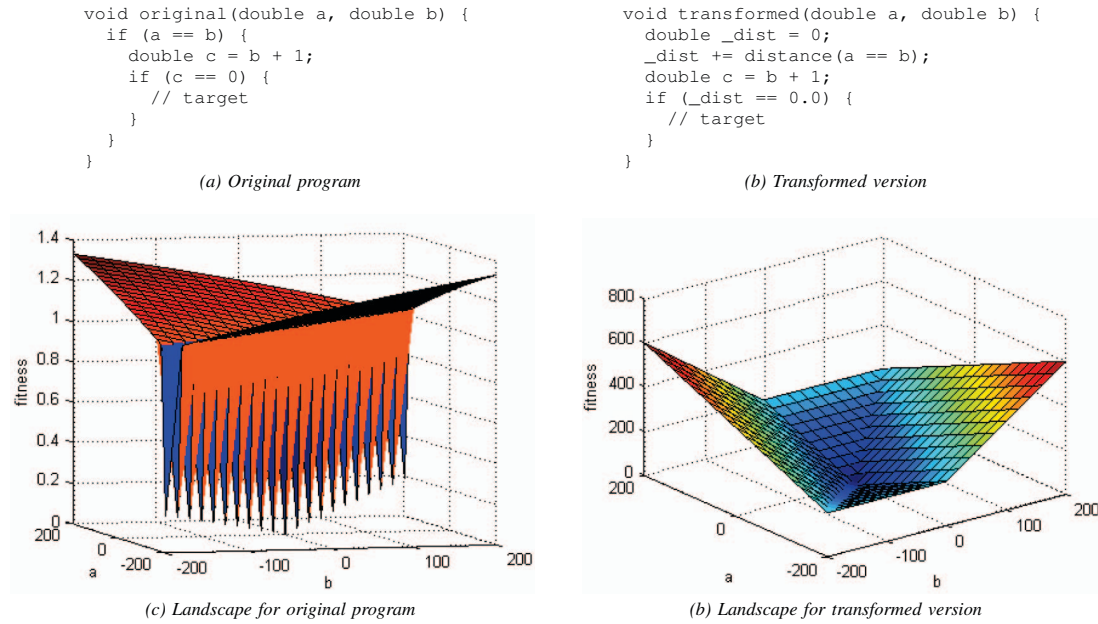 void original(double a, double b) {
if (a == b) {
double c = b + 1;
if (c == 0) {
// target
}
}
}
(a) Original program
void transformed(double a, double b) {
double _dist = 0;
_dist += distance(a == b);
double c = b + 1;
if (_dist == 0.0) {
// target
}
}
(b) Transformed version
1.4
1.2
1
0.8
0.6
0.4
0.2
0
fitness
200
0
-200
a
-200
-100
0
100
200
b
(c) Landscape for original program
800
600
400
200
0
fitness
200
0
-200
a
-200
-100
0
100
200
b
(b) Landscape for transformed version